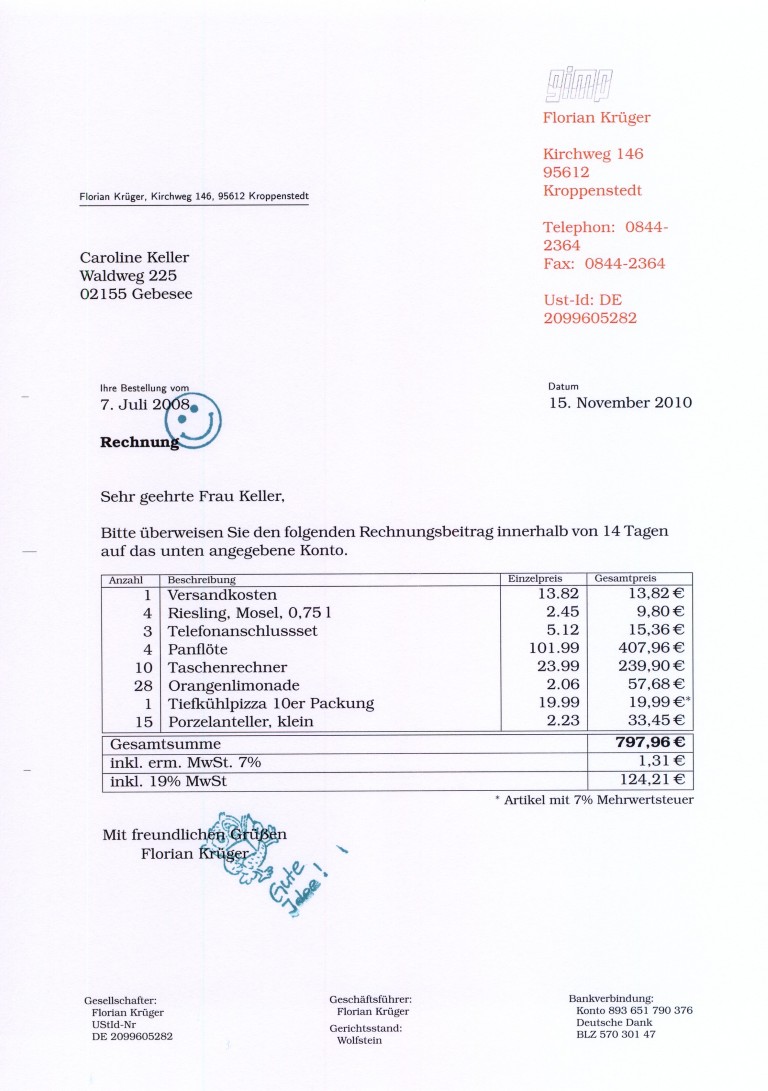 gimp
Florian Krüger
Kirchweg 146
95612
Kroppenstedt
Telephon: 0844-
2364
Fax: 0844-2364
Ust-Id: DE
2099605282
Florian Krüger, Kirchweg 146, 95612 Kroppenstedt
Caroline Keller
Waldweg 225
02155 Gebesee
Ihre Bestellung vom
7. Juli 2008
Datum
15. November 2010
Rechnung
Sehr geehrte Frau Keller,
Bitte überweisen Sie den folgenden Rechnungsbeitrag innerhalb von 14 Tagen
auf das unten angegebene Konto.
Anzahl Beschreibung Einzelpreis Gesamtpreis
1 Versandkosten 13.82 13,82 €
4 Riesling, Mosel, 0,75 l 2.45 9,80 €
3 Telefonanschlussset 5.12 15,36 €
4 Panflöte 101.99 407,96 €
10 Taschenrechner 23.99 239,90 €
28 Orangenlimonade 2.06 57,68 €
1 Tiefkühlpizza 10er Packung 19.99 19,99 €*
15 Porzelanteller, klein 2.23 33,45 €
Gesamtsumme 797,96 €
inkl. erm. MwSt. 7% 1,31 €
inkl. 19% MwSt 124,21 €
* Artikel mit 7% Mehrwertsteuer
Mit freundlichen Grüßen
Florian Krüger
Gute
Idee!
Gesellschafter:
Florian Krüger
UStId-Nr
DE 2099605282
Geschäftsführer:
Florian Krüger
Gerichtsstand:
Wolfstein
Bankverbindung:
Konto 893 651 790 376
Deutsche Dank
BLZ 570 301 47